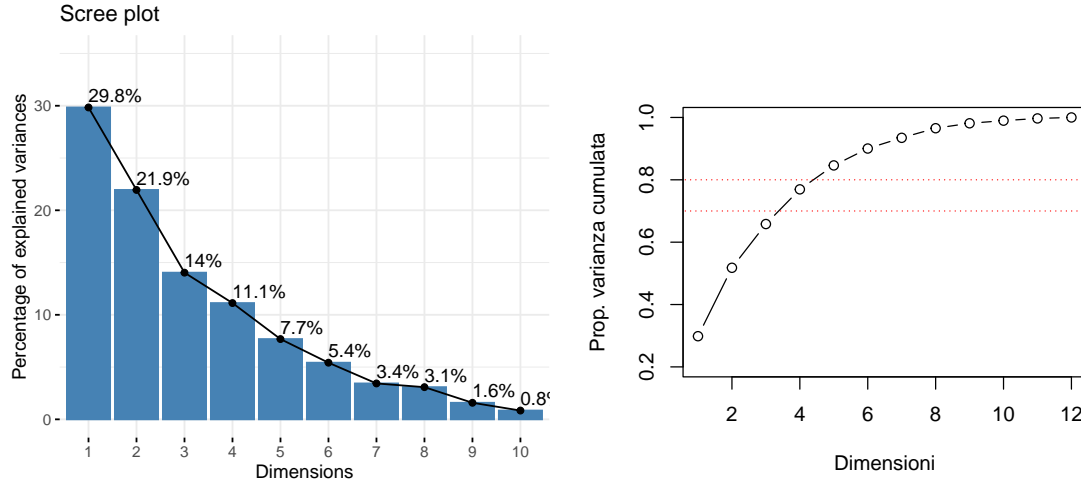 Scree plot
Percentage of explained variances
30
20
10
0
29.8%
21.9%
14%
11.1%
7.7%
5.4%
3.4%
3.1%
1.6%
0.8%
1 2 3 4 5 6 7 8 9 10
Dimensions
Prop. varianza cumulata
1.0
0.8
0.6
0.4
0.2
2 4 6 8 10 12
Dimensioni